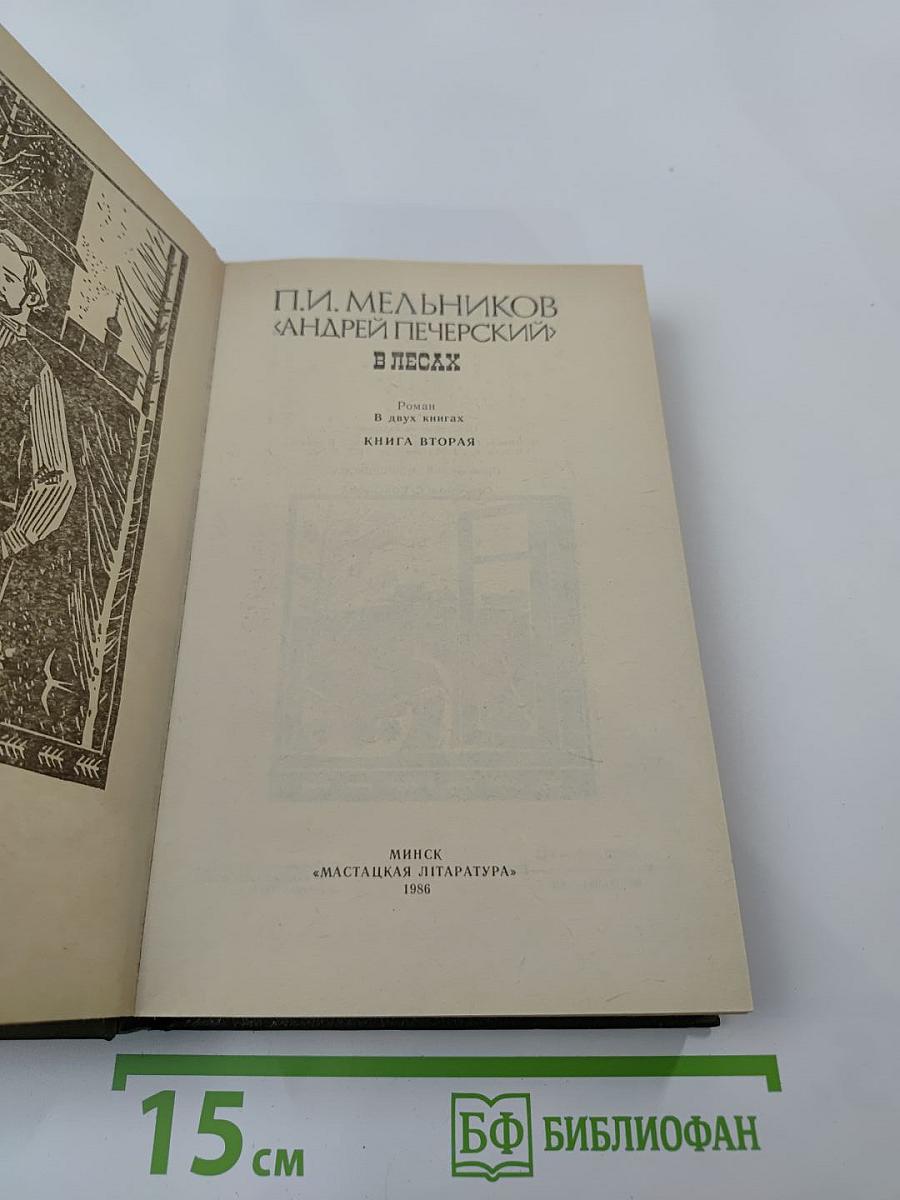 П.И. МЕЛЬНИКОВ
«АНДРЕЙ ПЕЧЕРСКИЙ»
В ЛЕСАХ
Роман
В двух книгах
КНИГА ВТОРАЯ
МИНСК
«МАСТАЦКАЯ ЛІТАРАТУРА»
1986
15 см
БФ БИБЛИОФАН